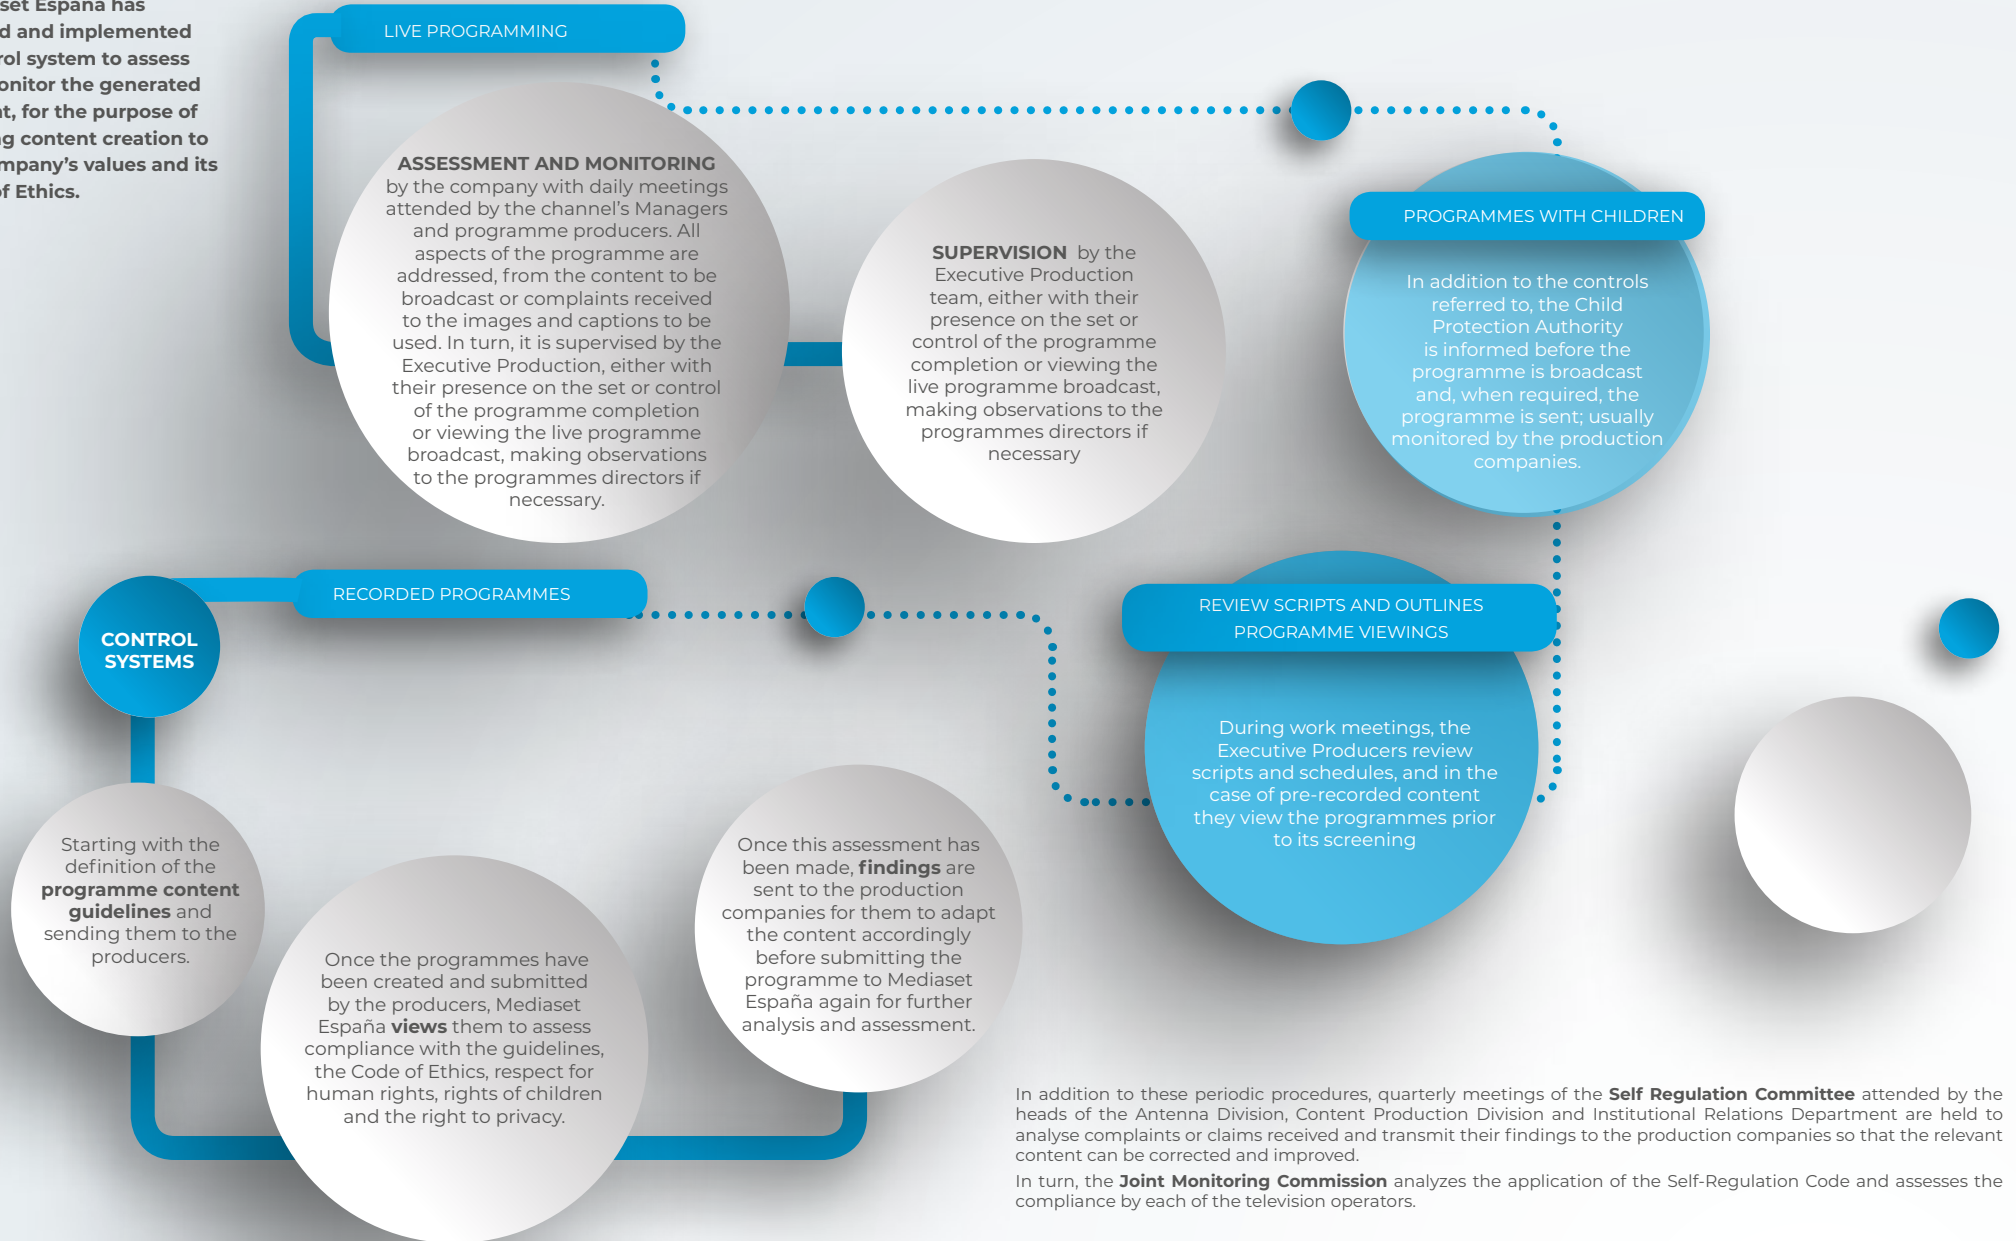 set España has
d and implemented
rol system to assess
onitor the generated
t, for the purpose of
g content creation to
mpany's values and its
of Ethics.
LIVE PROGRAMMING
ASSESSMENT AND MONITORING
by the company with daily meetings
attended by the channel's Managers
and programme producers. All
aspects of the programme are
addressed, from the content to be
broadcast or complaints received
to the images and captions to be
used. In turn, it is supervised by the
Executive Production, either with
their presence on the set or control
of the programme completion
or viewing the live programme
broadcast, making observations
to the programmes directors if
necessary.
SUPERVISION by the
Executive Production
team, either with their
presence on the set or
control of the programme
completion or viewing the
live programme broadcast,
making observations to the
programmes directors if
necessary
PROGRAMMES WITH CHILDREN
In addition to the controls
referred to, the Child
Protection Authority
is informed before the
programme is broadcast
and, when required, the
programme is sent; usually
monitored by the production
companies.
CONTROL
SYSTEMS
RECORDED PROGRAMMES
REVIEW SCRIPTS AND OUTLINES
PROGRAMME VIEWINGS
During work meetings, the
Executive Producers review
scripts and schedules, and in the
case of pre-recorded content
they view the programmes prior
to its screening
Starting with the
definition of the
programme content
guidelines and
sending them to the
producers.
Once the programmes have
been created and submitted
by the producers, Mediaset
España views them to assess
compliance with the guidelines,
the Code of Ethics, respect for
human rights, rights of children
and the right to privacy.
Once this assessment has
been made, findings are
sent to the production
companies for them to adapt
the content accordingly
before submitting the
programme to Mediaset
España again for further
analysis and assessment.
In addition to these periodic procedures, quarterly meetings of the Self Regulation Committee attended by the
heads of the Antenna Division, Content Production Division and Institutional Relations Department are held to
analyse complaints or claims received and transmit their findings to the production companies so that the relevant
content can be corrected and improved.
In turn, the Joint Monitoring Commission analyzes the application of the Self-Regulation Code and assesses the
compliance by each of the television operators.